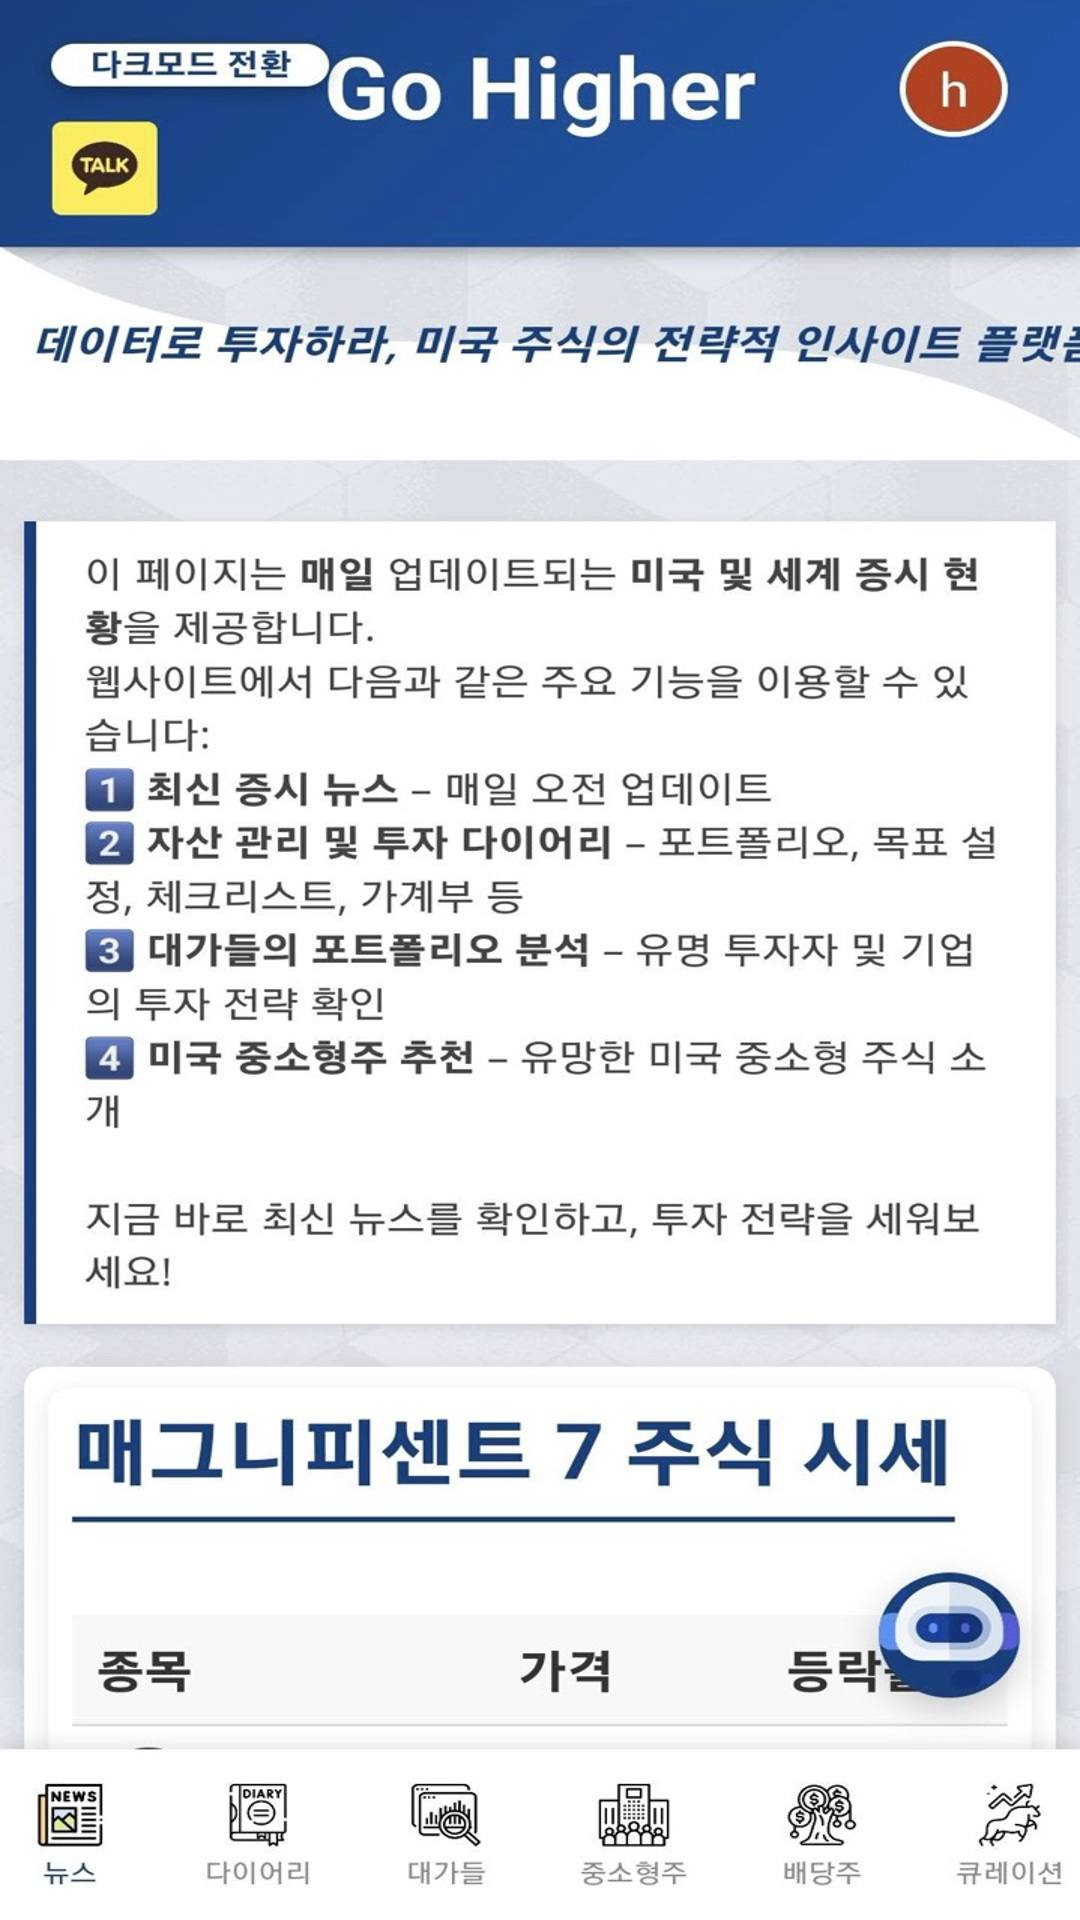 다크모드 전환
Go Higher
h
TALK
데이터로 투자하라, 미국 주식의 전략적 인사이트
이 페이지는 매일 업데이트되는 미국 및 세계 증시 현
황을 제공합니다.
웹사이트에서 다음과 같은 주요 기능을 이용할 수 있
습니다:
1 최신 증시 뉴스 – 매일 오전 업데이트
2 자산 관리 및 투자 다이어리 – 포트폴리오, 목표 설
정, 체크리스트, 가계부 등
3 대가들의 포트폴리오 분석 – 유명 투자자 및 기업
의 투자 전략 확인
4 미국 중소형주 추천 – 유망한 미국 중소형 주식 소
개
지금 바로 최신 뉴스를 확인하고, 투자 전략을 세워보
세요!
매그니피센트 7 주식 시세
종목 가격
NEWS DIARY
뉴스 다이어리 대가들 중소형주 배당주 큐레이션